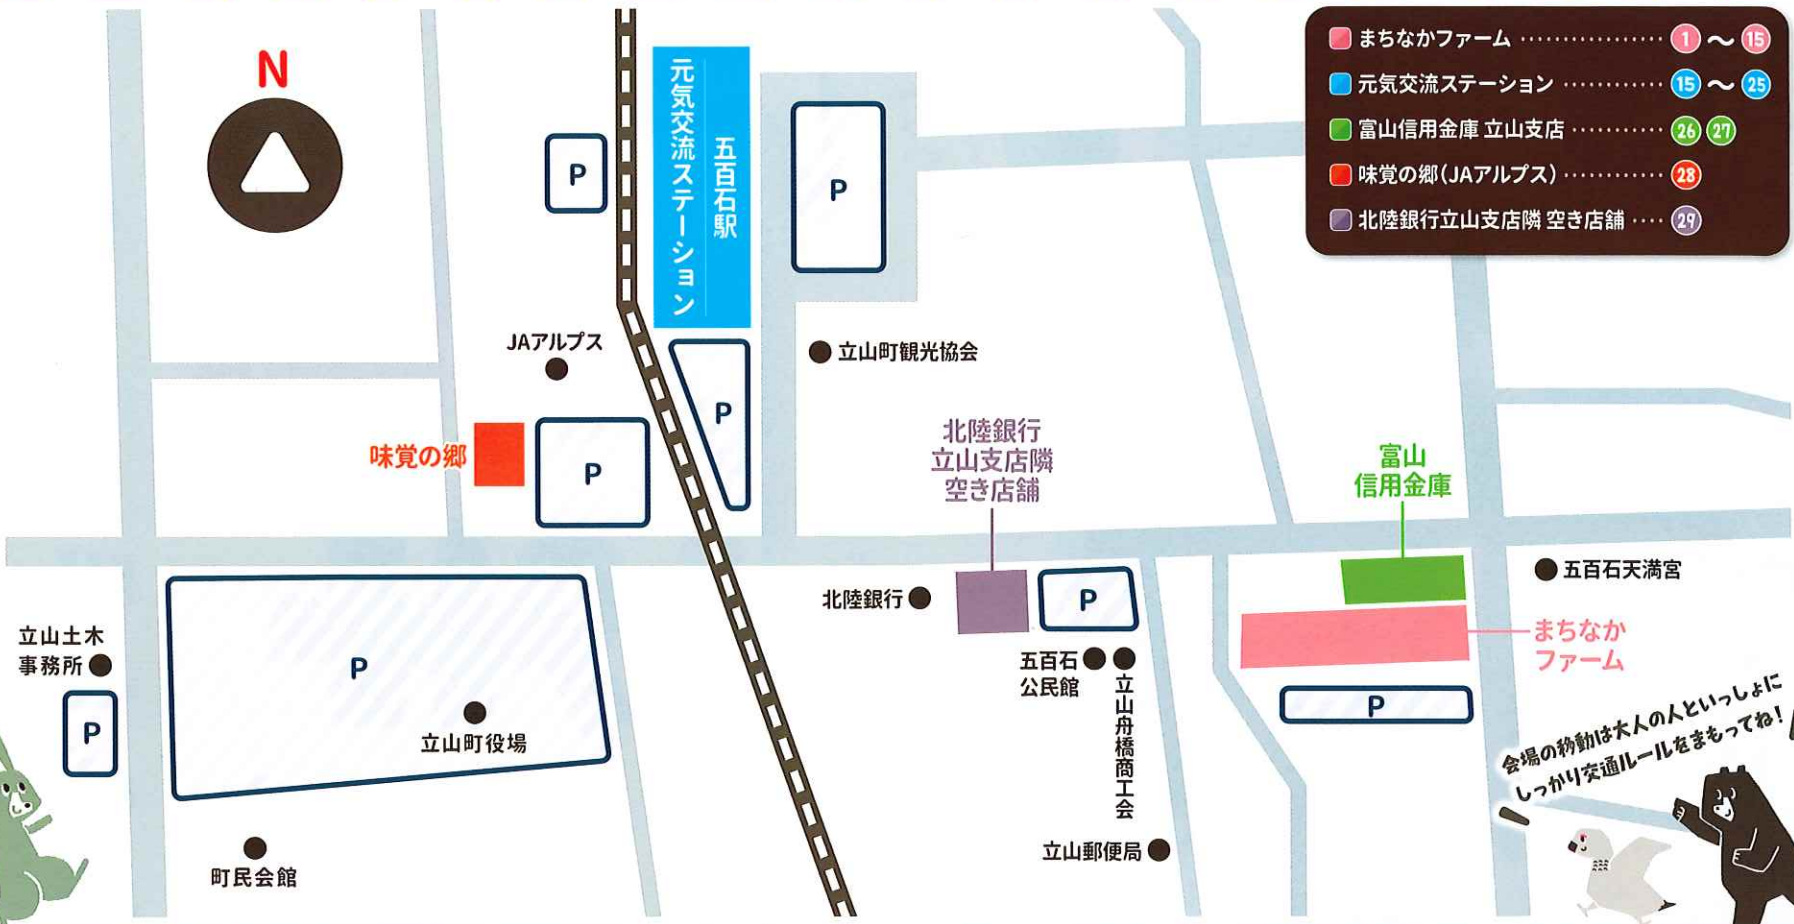 N
まちなかファーム ················ ① ～ ⑮
元気交流ステーション ············ ⑮ ～ ㉕
富山信用金庫 立山支店 ··········· ㉖ ㉗
味覚の郷(JAアルプス) ············ ㉘
北陸銀行立山支店隣 空き店舗 ···· ㉙
五百石駅
元気交流ステーション
P
P
JAアルプス
立山町観光協会
P
味覚の郷
P
北陸銀行
立山支店隣
空き店舗
富山
信用金庫
五百石天満宮
北陸銀行
P
まちなか
ファーム
立山土木
事務所
P
P
立山町役場
五百石
公民館
立山舟橋商工会
P
会場の移動は大人の人といっしょに
しっかり交通ルールをまもってね!
立山郵便局
町民会館